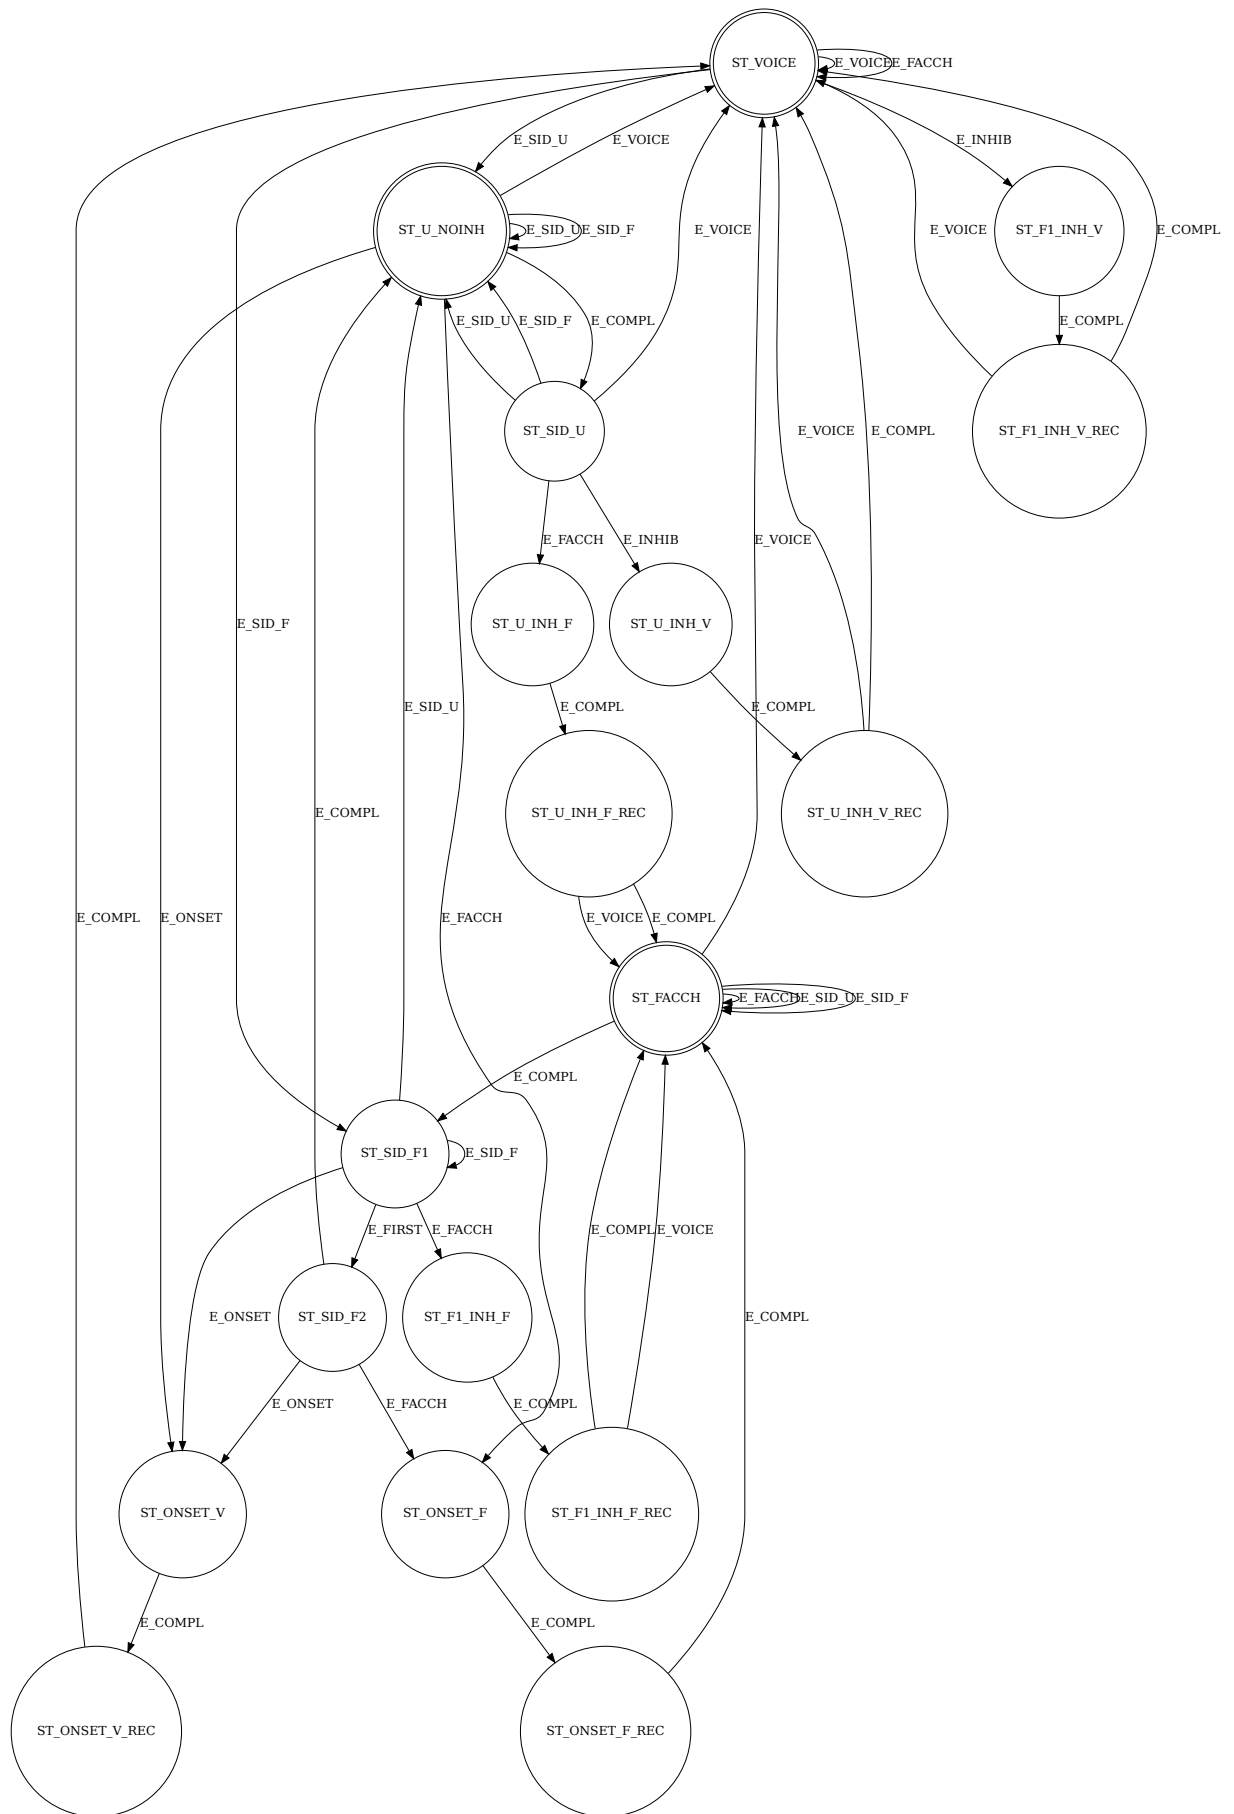 ST_VOICE
E_VOICE
E_FACCH
E_SID_U
E_VOICE
E_INHIB
ST_U_NOINH
E_SID_U
E_SID_F
E_VOICE
E_VOICE
ST_F1_INH_V
E_COMPL
E_SID_U
E_SID_F
E_COMPL
E_COMPL
ST_SID_U
E_VOICE
E_COMPL
ST_F1_INH_V_REC
E_FACCH
E_INHIB
E_VOICE
E_SID_F
ST_U_INH_F
ST_U_INH_V
E_SID_U
E_COMPL
E_COMPL
E_COMPL
ST_U_INH_F_REC
ST_U_INH_V_REC
E_COMPL
E_ONSET
E_FACCH
E_VOICE
E_COMPL
ST_FACCH
E_FACCH
E_SID_U
E_SID_F
E_COMPL
ST_SID_F1
E_SID_F
E_FIRST
E_FACCH
E_COMPL
E_VOICE
E_ONSET
ST_SID_F2
ST_F1_INH_F
E_COMPL
E_ONSET
E_FACCH
E_COMPL
ST_ONSET_V
ST_ONSET_F
ST_F1_INH_F_REC
E_COMPL
E_COMPL
ST_ONSET_V_REC
ST_ONSET_F_REC